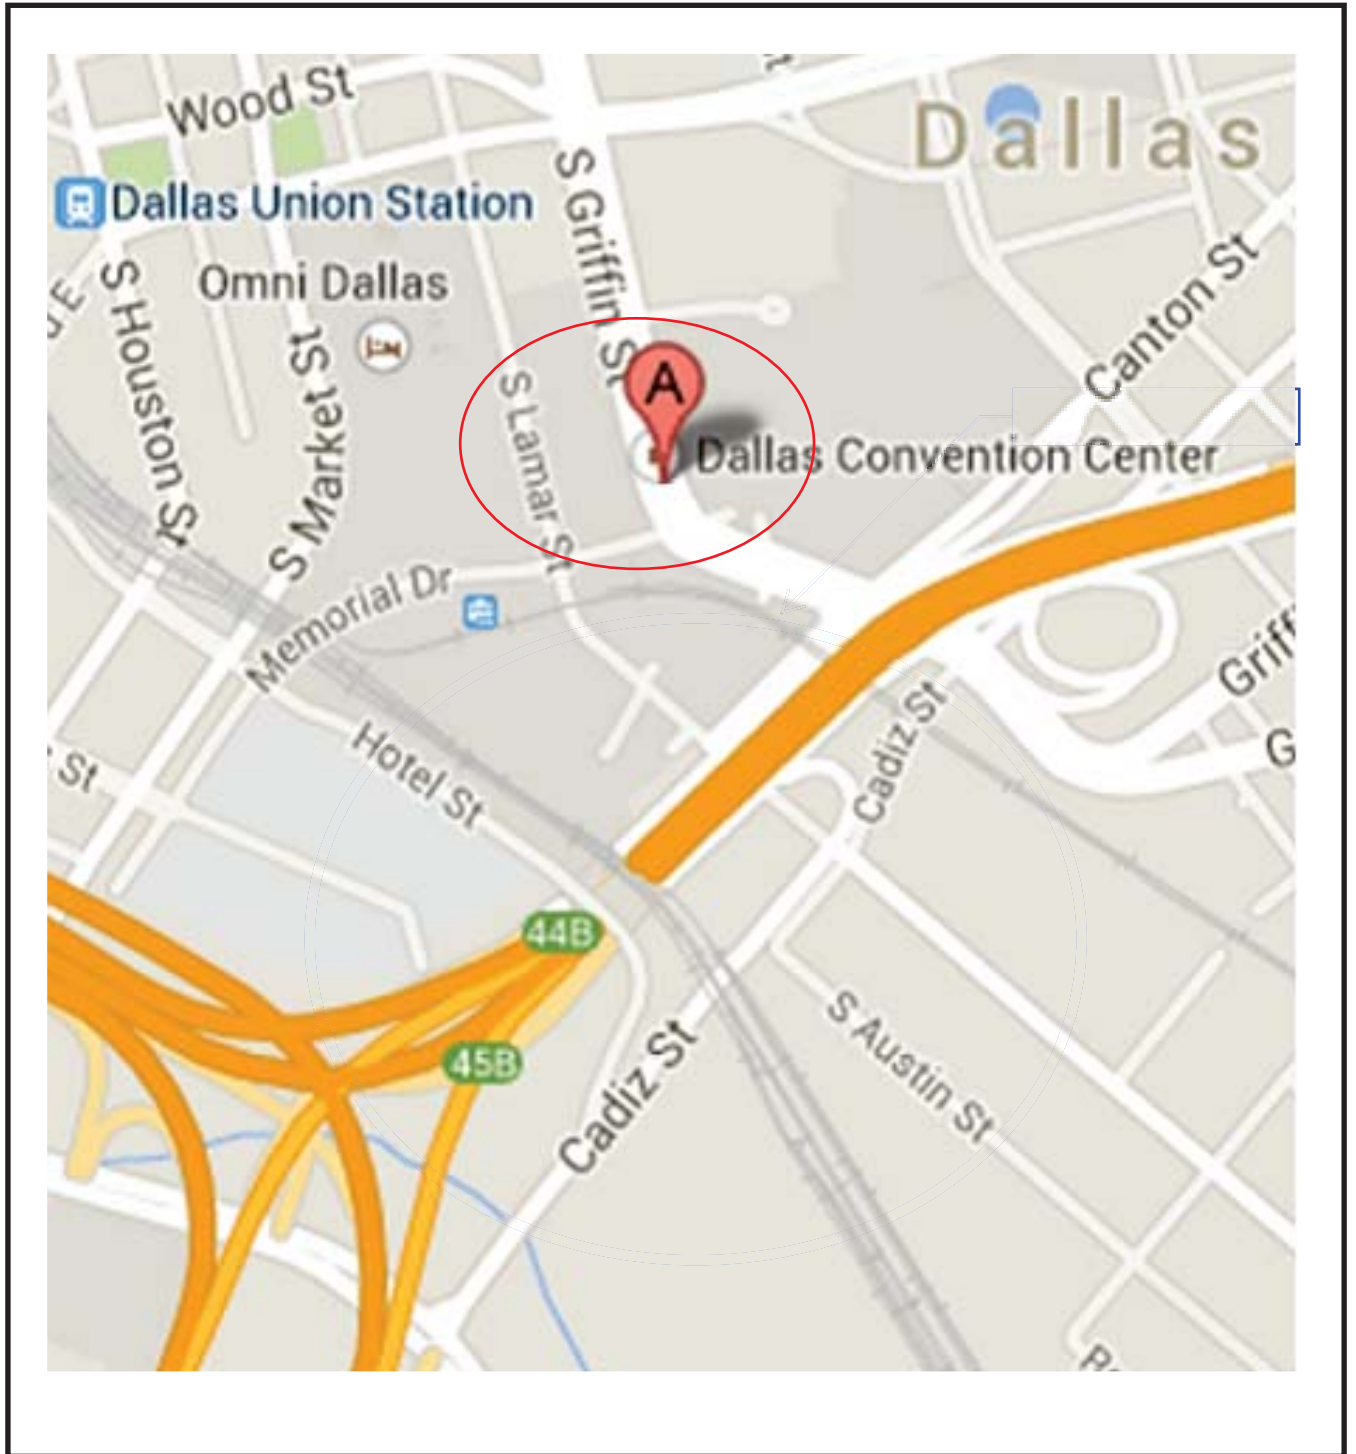 Wood St
Dallas
Dallas Union Station
S Griffin St
Canton St
S Houston St
Omni Dallas
S Market St
A
S Lamar St
Dallas Convention Center
Memorial Dr
Griff
Cadiz St
G
St
Hotel St
44B
45B
S Austin St
Cadiz St